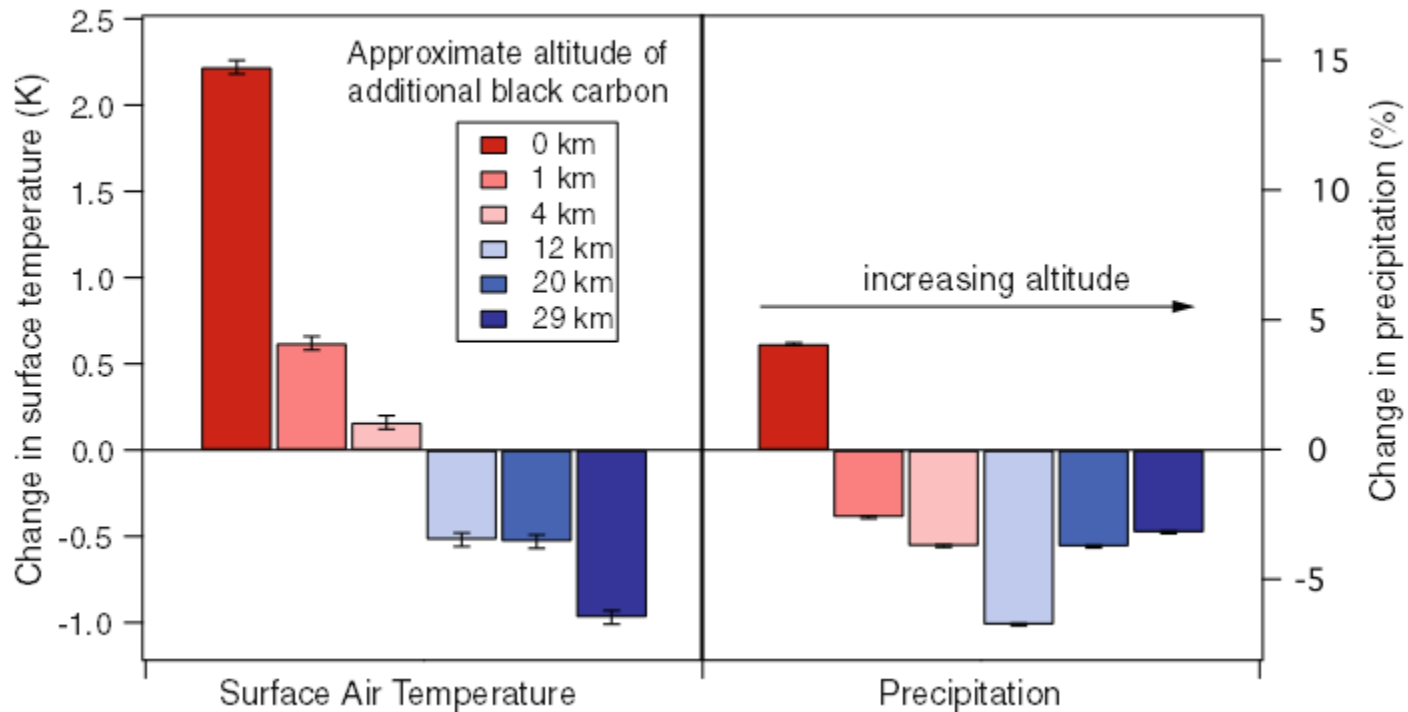 Change in surface temperature (K)
2.5
2.0
1.5
1.0
0.5
0.0
-0.5
-1.0
Approximate altitude of
additional black carbon
0 km
1 km
4 km
12 km
20 km
29 km
Surface Air Temperature
increasing altitude
Precipitation
15
10
5
0
-5
Change in precipitation (%)